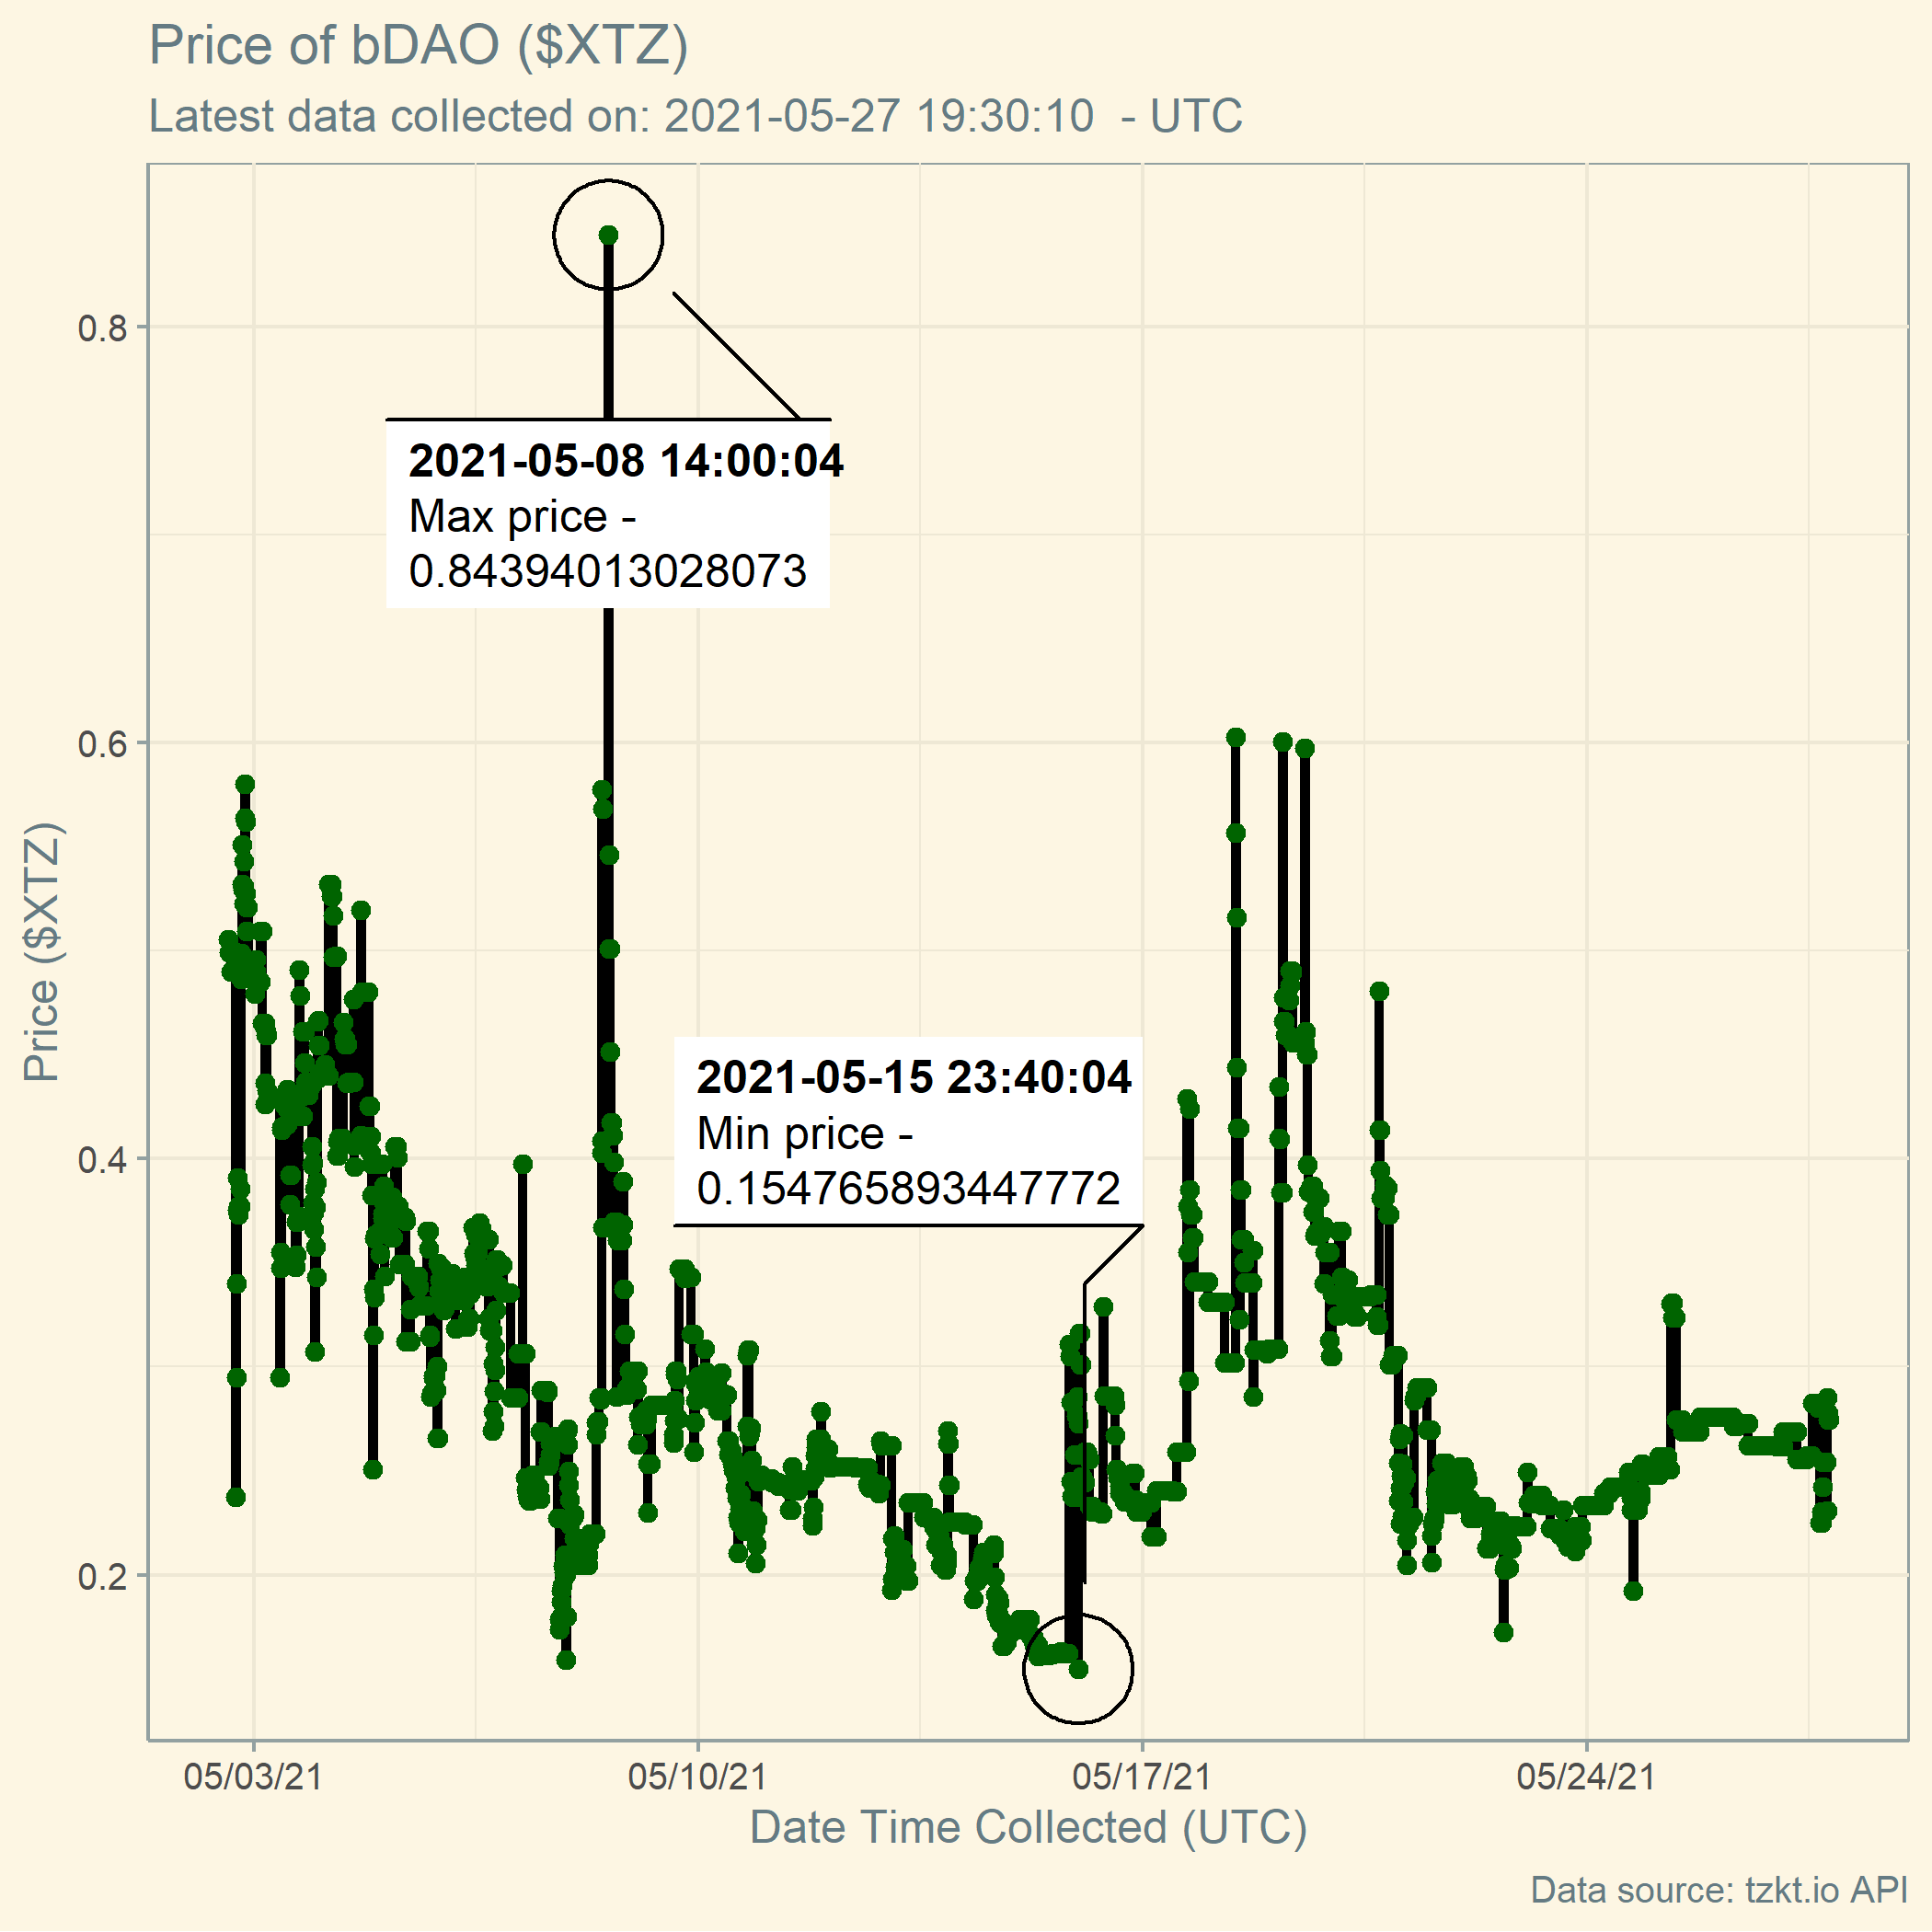 Price of bDAO ($XTZ)
Latest data collected on: 2021-05-27 19:30:10  - UTC
0.8
2021-05-08 14:00:04
Max price -
0.84394013028073
0.6
Price ($XTZ)
2021-05-15 23:40:04
Min price -
0.154765893447772
0.4
0.2
05/03/21 05/10/21 05/17/21 05/24/21
Date Time Collected (UTC)
Data source: tzkt.io API